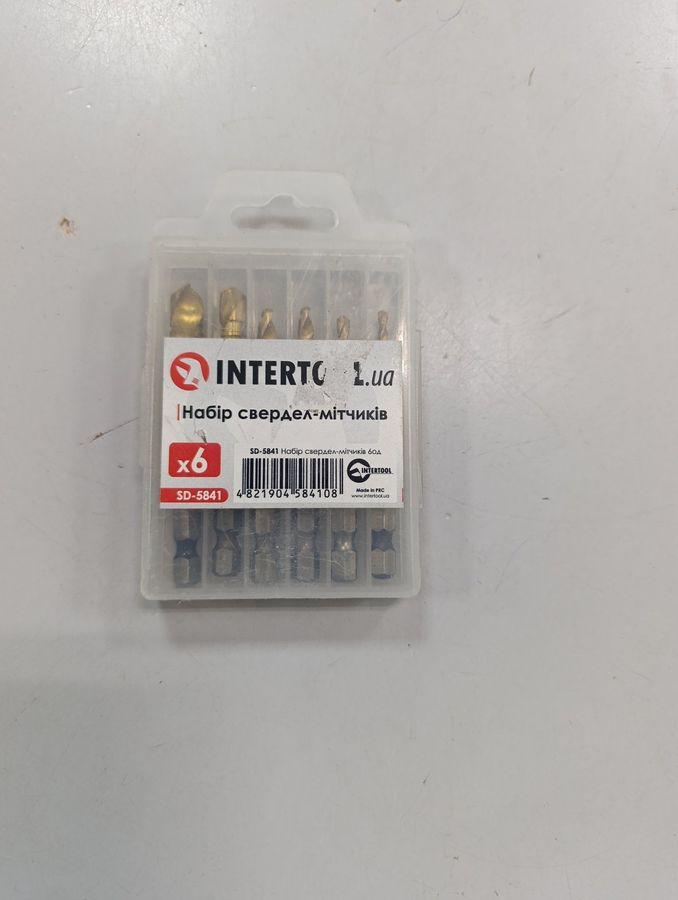 INTERTO L.ua
Набір свердел-мітчиків
x6
SD-5841
SD-5841 Набір свердел-мітчиків 6од
4 821904 584108
INTERTOOL
Made in PRC
www.intertool.ua